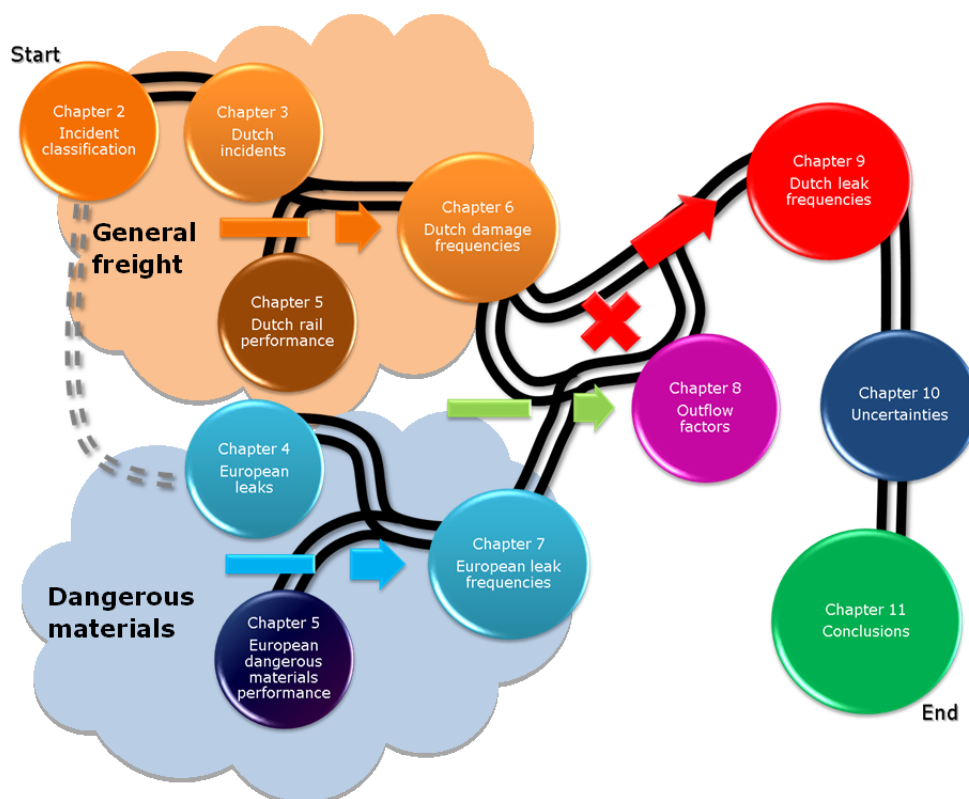 Start
Chapter 2
Incident
classification
Chapter 3
Dutch
incidents
General
freight
Chapter 5
Dutch rail
performance
Chapter 6
Dutch damage
frequencies
Chapter 9
Dutch leak
frequencies
Chapter 8
Outflow
factors
Chapter 10
Uncertainties
Chapter 4
European
leaks
Chapter 7
European leak
frequencies
Dangerous
materials
Chapter 5
European
dangerous
materials
performance
Chapter 11
Conclusions
End